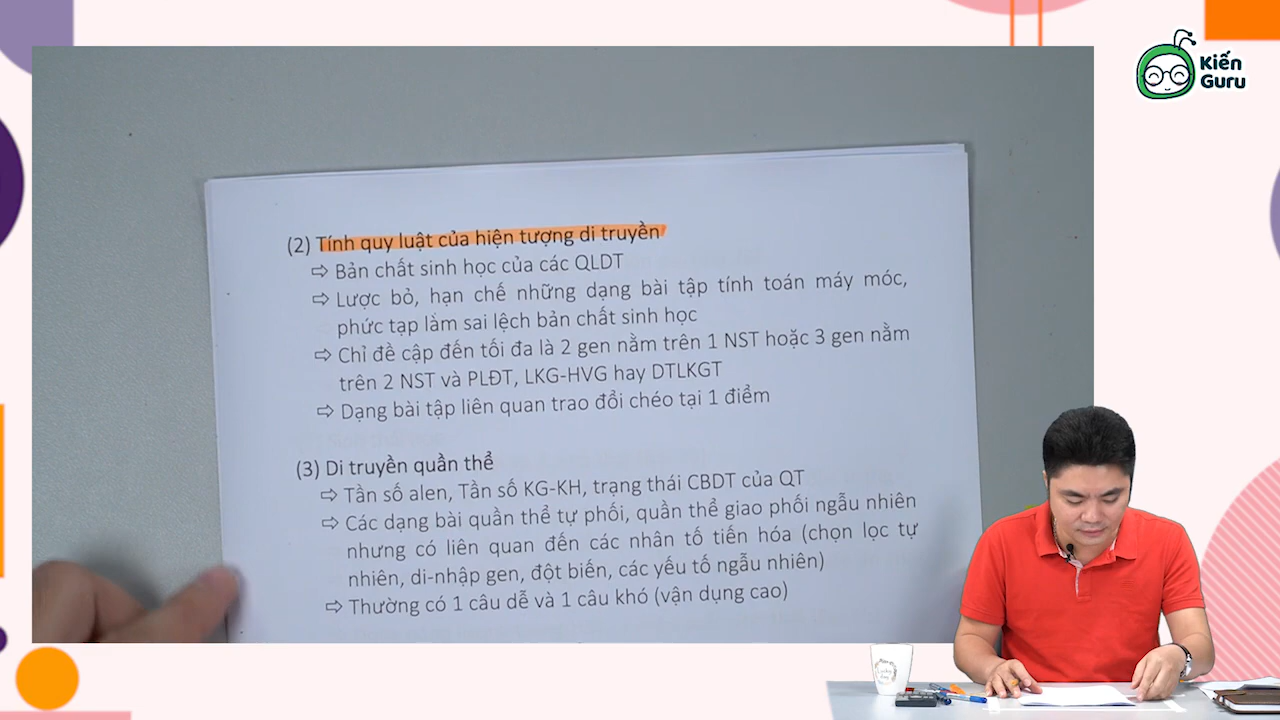 Kiến
Guru
(2) Tính quy luật của hiện tượng di truyền
⇨ Bản chất sinh học của các QLDT
⇨ Lược bỏ, hạn chế những dạng bài tập tính toán máy móc,
phức tạp làm sai lệch bản chất sinh học
⇨ Chỉ đề cập đến tối đa là 2 gen nằm trên 1 NST hoặc 3 gen nằm
trên 2 NST và PLĐT, LKG-HVG hay DTLKGT
⇨ Dạng bài tập liên quan trao đổi chéo tại 1 điểm
(3) Di truyền quần thể
⇨ Tần số alen, Tần số KG-KH, trạng thái CBDT của QT
⇨ Các dạng bài quần thể tự phối, quần thể giao phối ngẫu nhiên
nhưng có liên quan đến các nhân tố tiến hóa (chọn lọc tự
nhiên, di-nhập gen, đột biến, các yếu tố ngẫu nhiên)
⇨ Thường có 1 câu dễ và 1 câu khó (vận dụng cao)